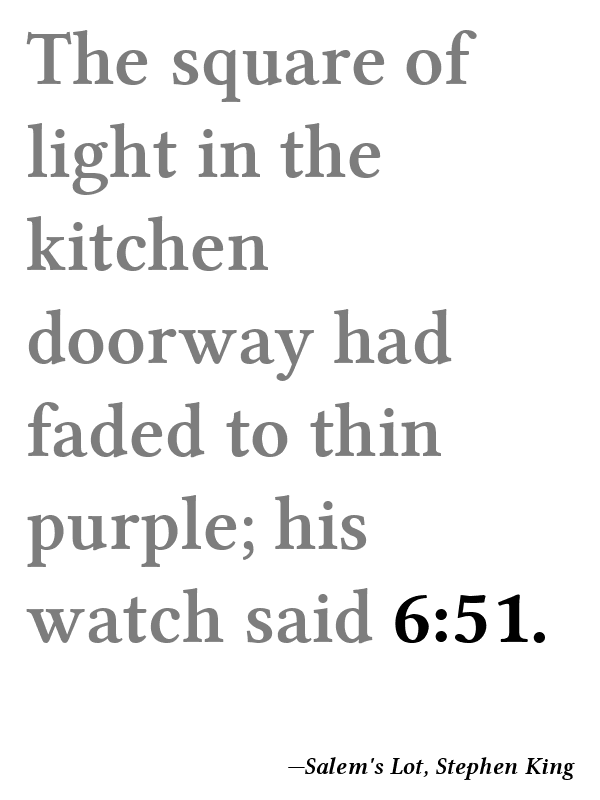 The square of
light in the
kitchen
doorway had
faded to thin
purple; his
watch said 6:51.
—Salem's Lot, Stephen King